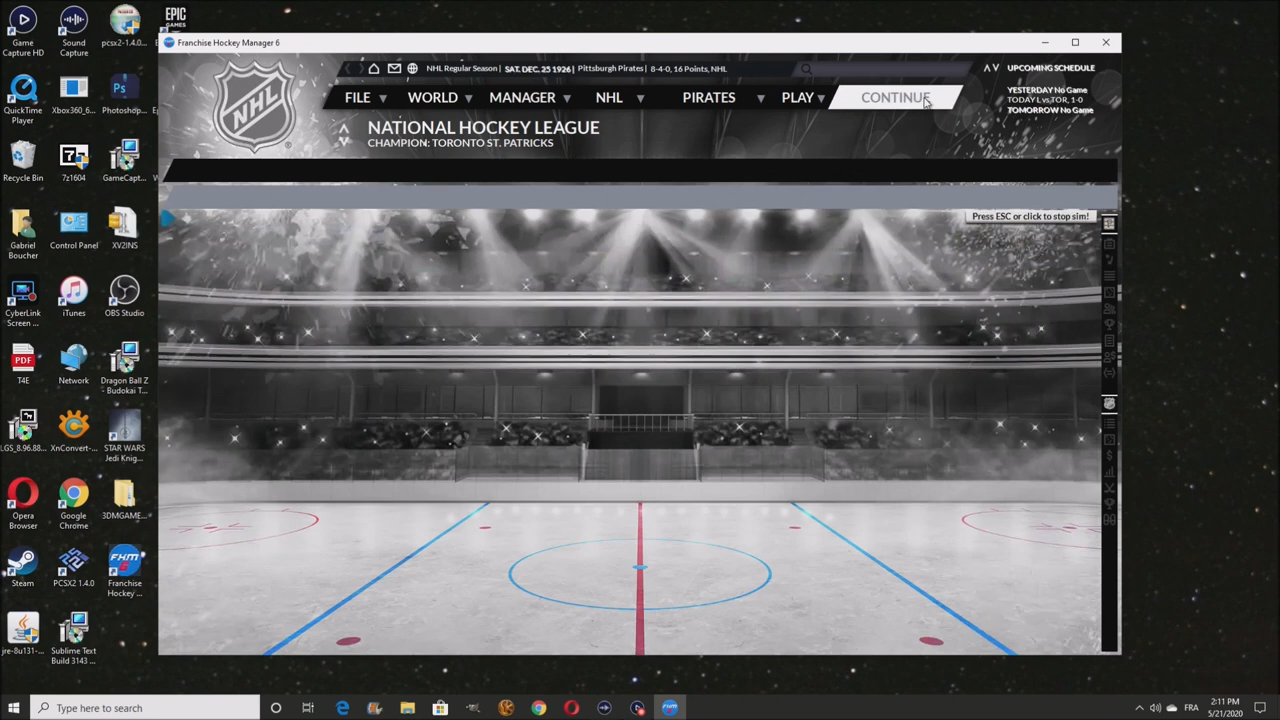 Game Capture HD
Sound Capture
pcsx2-1.4.0...
EPIC GAMES
QuickTime Player
Xbox360_6...
Photoshop...
Recycle Bin
7z1604
GameCapt...
Gabriel Boucher
Control Panel
XV2INS
CyberLink Screen ...
iTunes
OBS Studio
T4E
Network
Dragon Ball Z - Budokai T...
LGS_8.96.88...
XnConvert-...
STAR WARS Jedi Knig...
Opera Browser
Google Chrome
3DMGAME...
Steam
PCSX2 1.4.0
Franchise Hockey ...
jre-8u131-...
Sublime Text Build 3143 ...
Franchise Hockey Manager 6
NHL Regular Season | SAT. DEC. 25 1926 | Pittsburgh Pirates | 8-4-0, 16 Points, NHL
UPCOMING SCHEDULE
YESTERDAY No Game
TODAY L vs TOR, 1-0
TOMORROW No Game
FILE WORLD MANAGER NHL PIRATES PLAY CONTINUE
NHL
NATIONAL HOCKEY LEAGUE
CHAMPION: TORONTO ST. PATRICKS
Press ESC or click to stop sim!
Type here to search
FRA
2:11 PM
5/21/2020